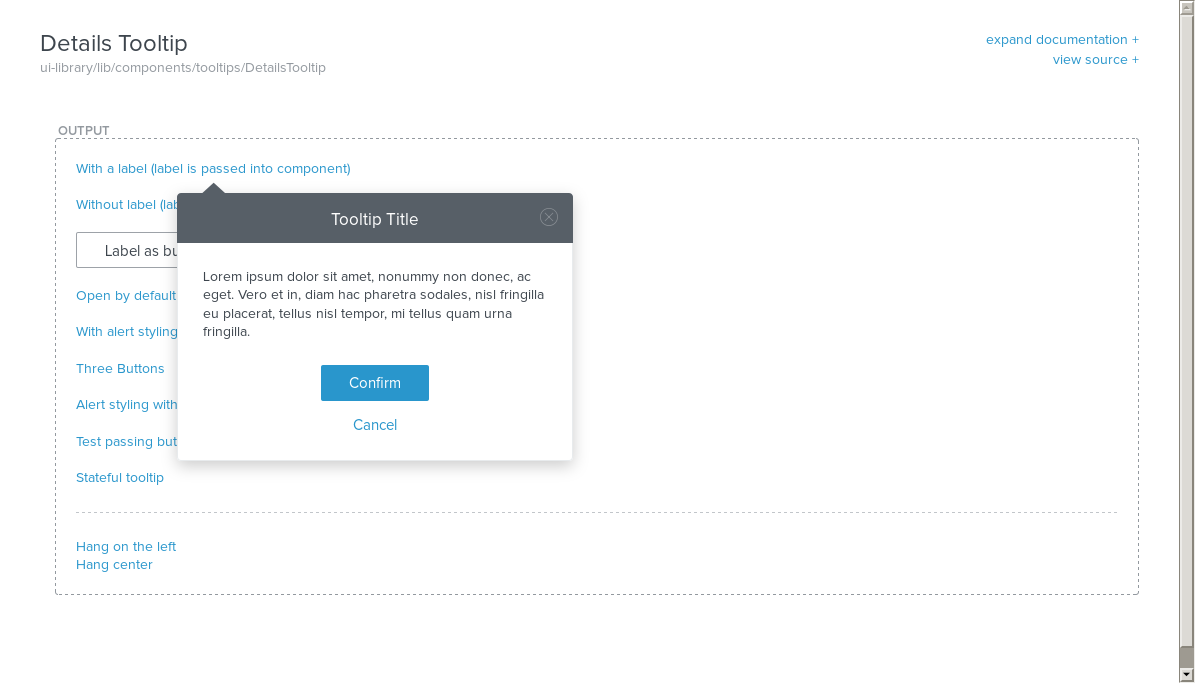 Details Tooltip
ui-library/lib/components/tooltips/DetailsTooltip
expand documentation +
view source +
OUTPUT
With a label (label is passed into component)
Without label (lab
Tooltip Title
Label as bu
Lorem ipsum dolor sit amet, nonummy non donec, ac
eget. Vero et in, diam hac pharetra sodales, nisl fringilla
eu placerat, tellus nisl tempor, mi tellus quam urna
fringilla.
Confirm
Cancel
Open by default
With alert styling
Three Buttons
Alert styling with
Test passing but
Stateful tooltip
Hang on the left
Hang center